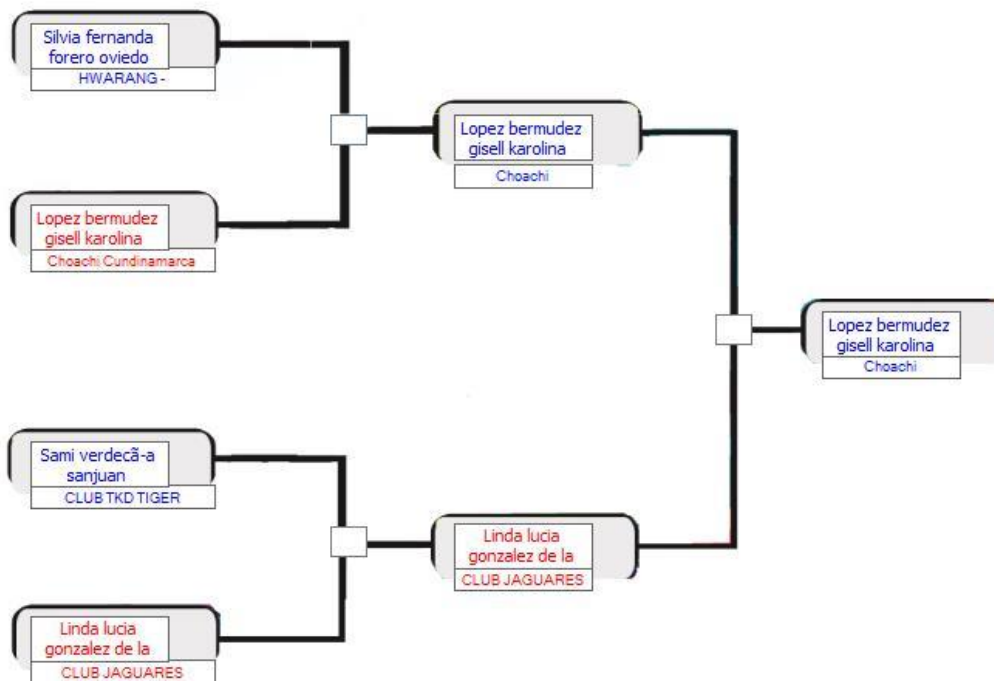 Silvia fernanda
forero oviedo
HWARANG -
Lopez bermudez
gisell karolina
Choachi Cundinamarca
Lopez bermudez
gisell karolina
Choachi
Sami verdecã-a
sanjuan
CLUB TKD TIGER
Linda lucia
gonzalez de la
CLUB JAGUARES
Linda lucia
gonzalez de la
CLUB JAGUARES
Lopez bermudez
gisell karolina
Choachi